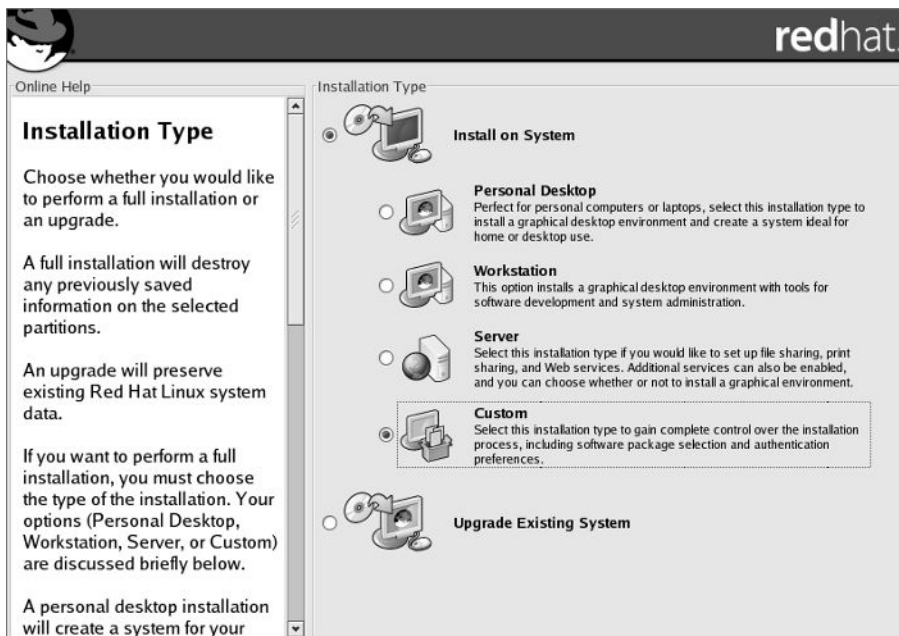 redhat.
Online Help
Installation Type
Choose whether you would like
to perform a full installation or
an upgrade.
A full installation will destroy
any previously saved
information on the selected
partitions.
An upgrade will preserve
existing Red Hat Linux system
data.
If you want to perform a full
installation, you must choose
the type of the installation. Your
options (Personal Desktop,
Workstation, Server, or Custom)
are discussed briefly below.
A personal desktop installation
will create a system for your
Installation Type
Install on System
Personal Desktop
Perfect for personal computers or laptops, select this installation type to
install a graphical desktop environment and create a system ideal for
home or desktop use.
Workstation
This option installs a graphical desktop environment with tools for
software development and system administration.
Server
Select this installation type if you would like to set up file sharing, print
sharing, and Web services. Additional services can also be enabled,
and you can choose whether or not to install a graphical environment.
Custom
Select this installation type to gain complete control over the installation
process, including software package selection and authentication
preferences.
Upgrade Existing System